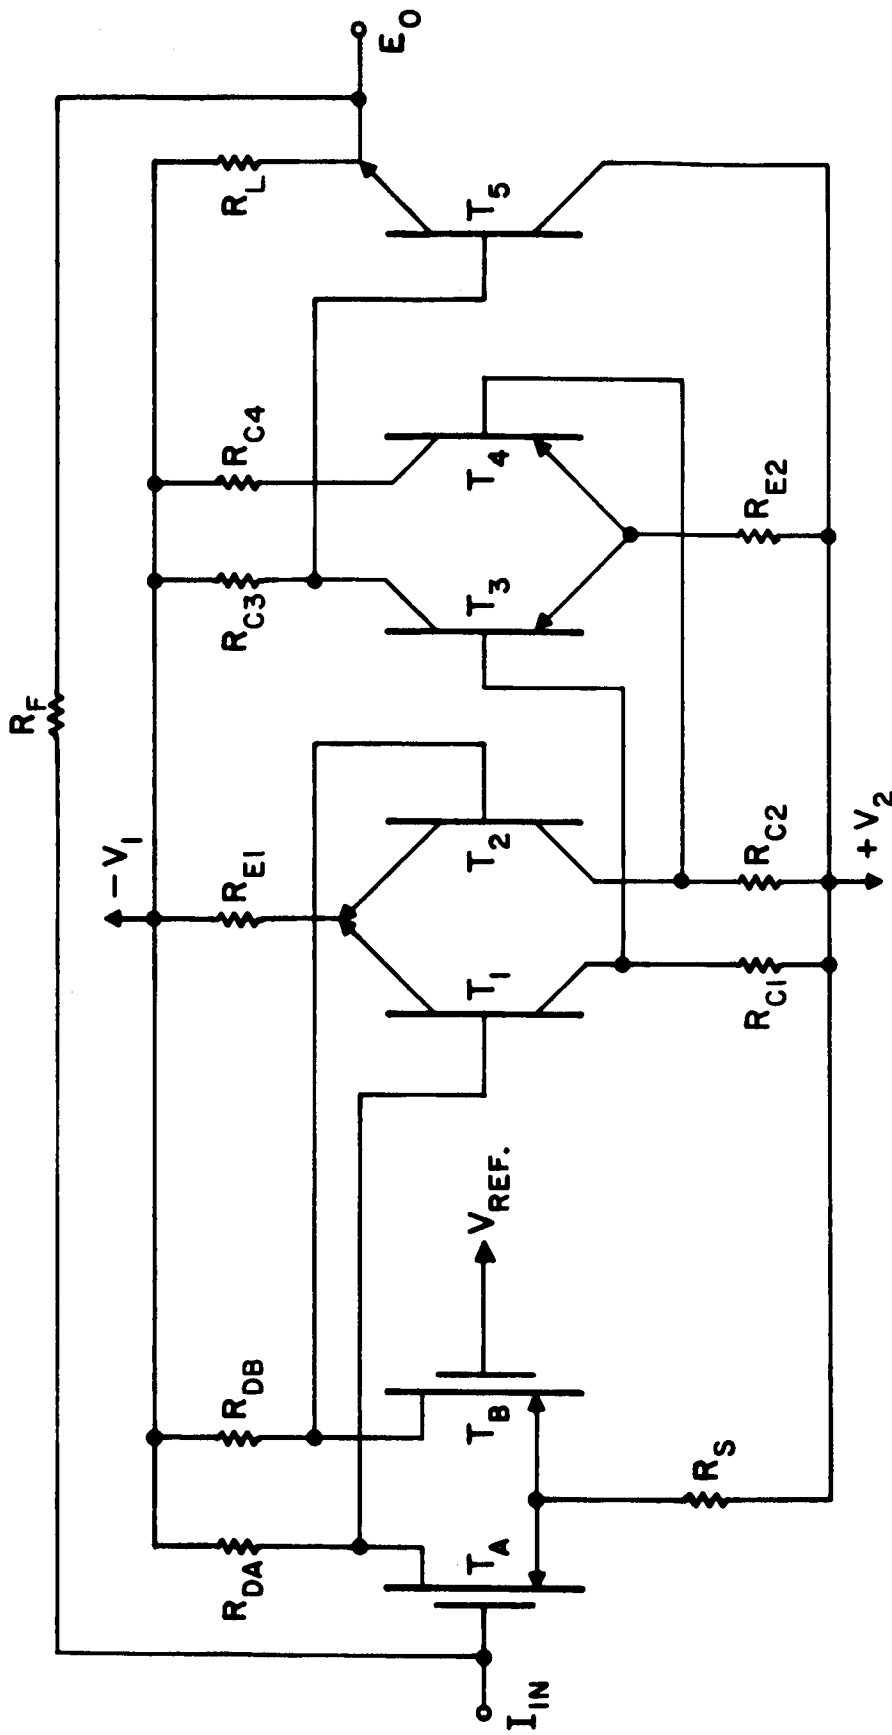 R_F
-V_1
R_DA
R_DB
R_E1
R_C3
R_C4
R_L
E_O
I_IN
T_A
T_B
V_REF.
T_1
T_2
T_3
T_4
T_5
R_S
R_C1
R_C2
R_E2
+V_2